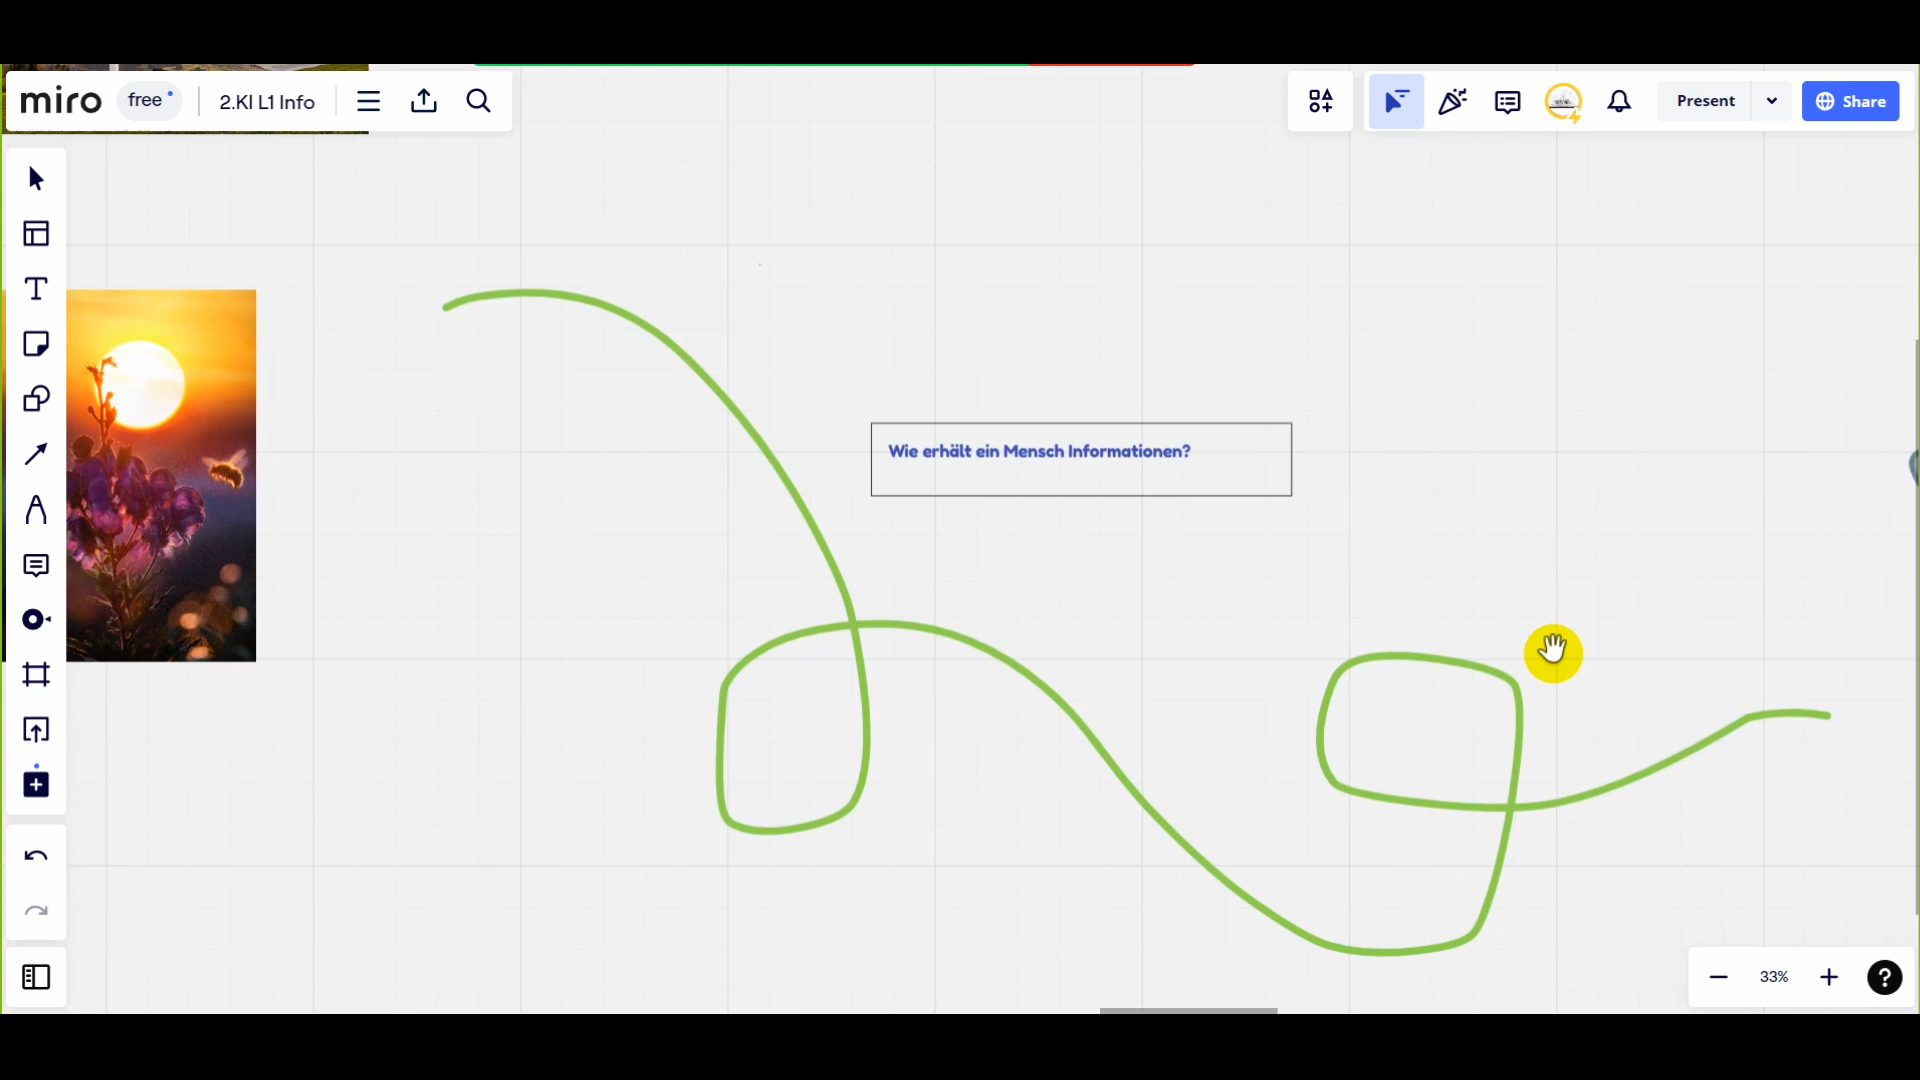 miro
free
2.KI L1 Info
Present
Share
Wie erhält ein Mensch Informationen?
33%